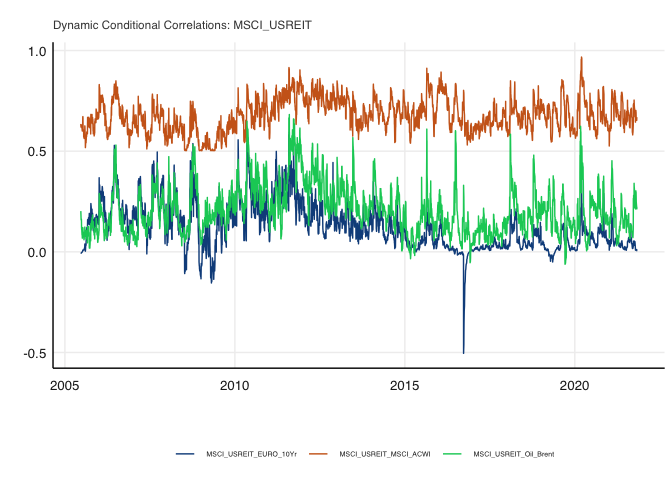 Dynamic Conditional Correlations: MSCI_USREIT
1.0
0.5
0.0
-0.5
2005 2010 2015 2020
MSCI_USREIT_EURO_10Yr MSCI_USREIT_MSCI_ACWI MSCI_USREIT_Oil_Brent